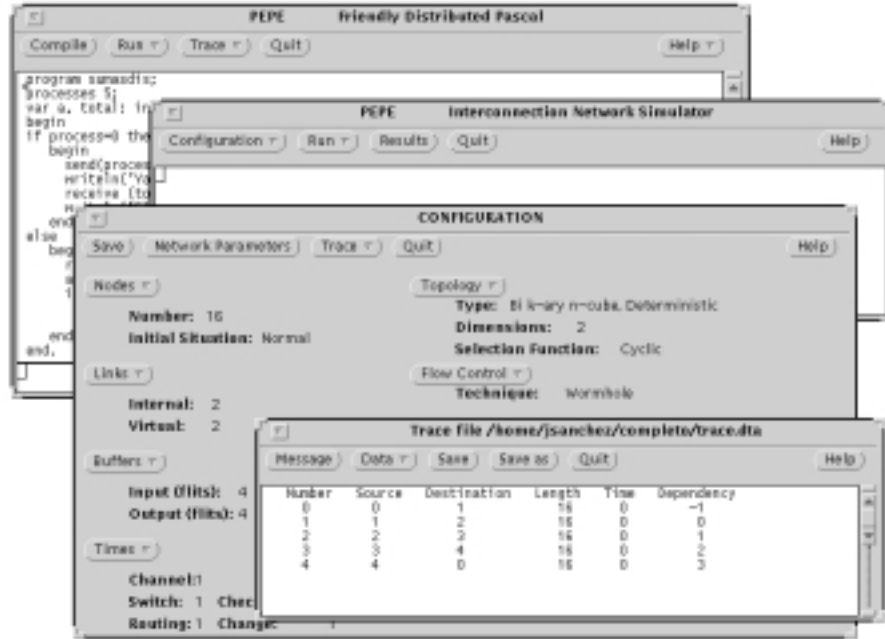 PEPE Friendly Distributed Pascal
Compile Run Trace Quit Help
program sumasdis;
processes 5;
var a, total: in
begin
if process=0 the
begin
send(proces
writeln("Ya
receive (to
end
else
beg
end
end.
PEPE Interconnection Network Simulator
Configuration Run Results Quit Help
CONFIGURATION
Save Network Parameters Trace Quit Help
Nodes
Number: 16
Initial Situation: Normal
Links
Internal: 2
Virtual: 2
Buffers
Input (flits): 4
Output (flits): 4
Times
Channel:1
Switch: 1 Chec
Routing: 1 Change: 1
Topology
Type: Bi k-ary n-cube, Deterministic
Dimensions: 2
Selection Function: Cyclic
Flow Control
Technique: Wormhole
Trace file /home/jsanchez/completo/trace.dta
Message Data Save Save as Quit Help
Number Source Destination Length Time Dependency
0 0 1 16 0 -1
1 1 2 16 0 0
2 2 3 16 0 1
3 3 4 16 0 2
4 4 0 16 0 3